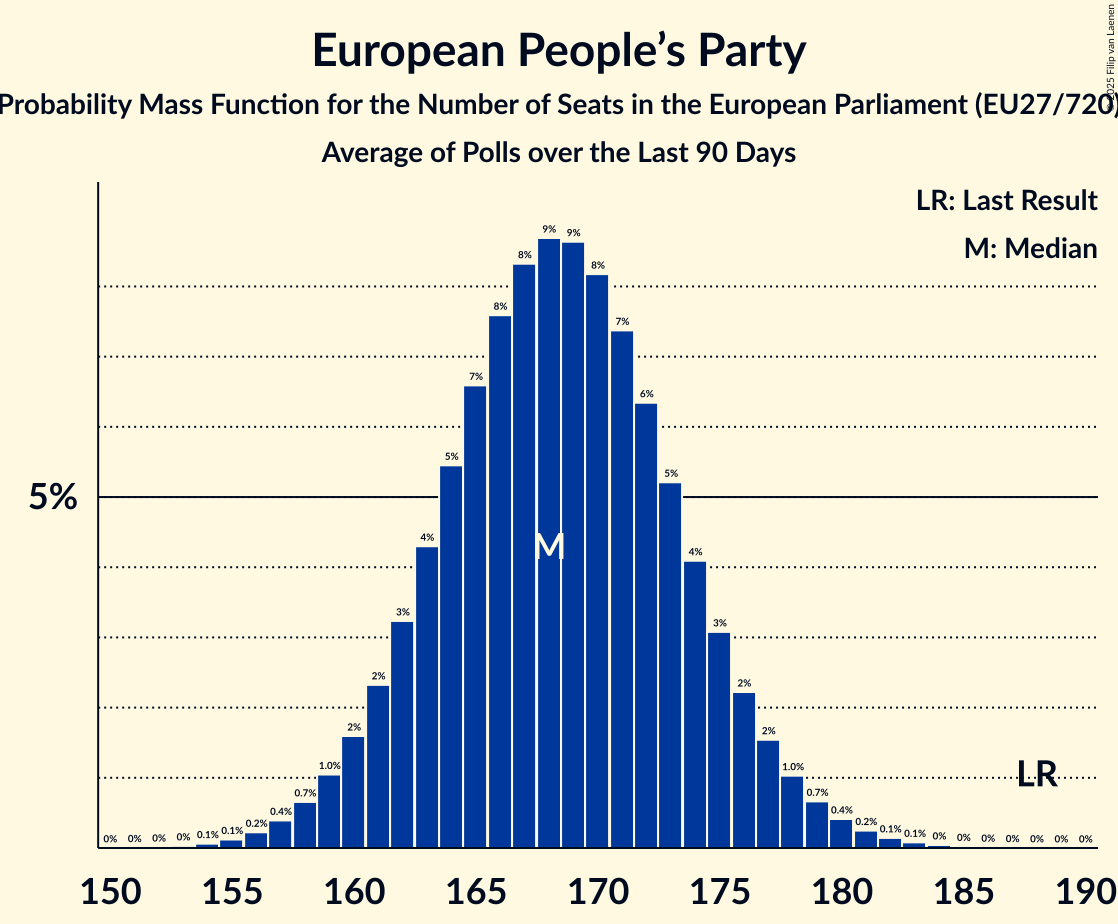 European People’s Party
Probability Mass Function for the Number of Seats in the European Parliament (EU27/720)
Average of Polls over the Last 90 Days
© 2025 Filip van Laenen
LR: Last Result
M: Median
5%
0% 0% 0% 0% 0.1% 0.1% 0.2% 0.4% 0.7% 1.0% 2% 2% 3% 4% 5% 7% 8% 8% 9% 9% 8% 7% 6% 5% 4% 3% 2% 2% 1.0% 0.7% 0.4% 0.2% 0.1% 0.1% 0% 0% 0% 0% 0% 0% 0%
M
LR
150 155 160 165 170 175 180 185 190